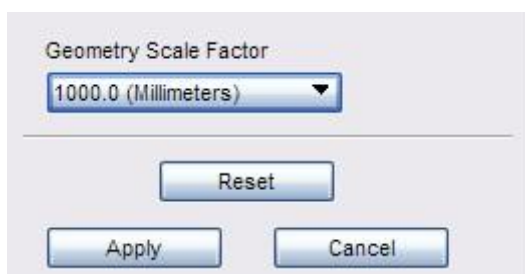 Geometry Scale Factor
1000.0 (Millimeters)
Reset
Apply Cancel